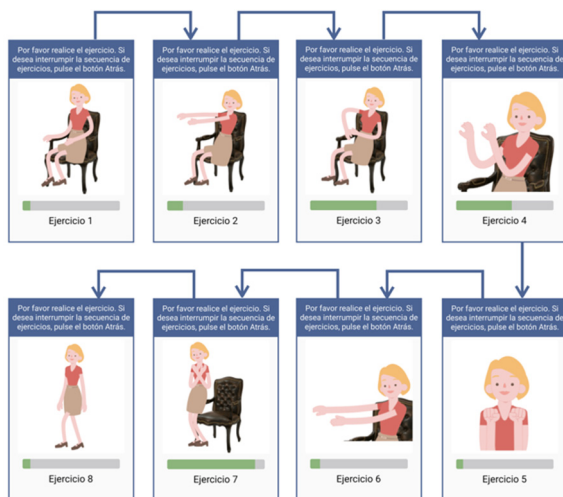 Por favor realice el ejercicio. Si
desea interrumpir la secuencia de
ejercicios, pulse el botón Atrás.
Ejercicio 1
Por favor realice el ejercicio. Si
desea interrumpir la secuencia de
ejercicios, pulse el botón Atrás.
Ejercicio 2
Por favor realice el ejercicio. Si
desea interrumpir la secuencia de
ejercicios, pulse el botón Atrás.
Ejercicio 3
Por favor realice el ejercicio. Si
desea interrumpir la secuencia de
ejercicios, pulse el botón Atrás.
Ejercicio 4
Por favor realice el ejercicio. Si
desea interrumpir la secuencia de
ejercicios, pulse el botón Atrás.
Ejercicio 8
Por favor realice el ejercicio. Si
desea interrumpir la secuencia de
ejercicios, pulse el botón Atrás.
Ejercicio 7
Por favor realice el ejercicio. Si
desea interrumpir la secuencia de
ejercicios, pulse el botón Atrás.
Ejercicio 6
Por favor realice el ejercicio. Si
desea interrumpir la secuencia de
ejercicios, pulse el botón Atrás.
Ejercicio 5